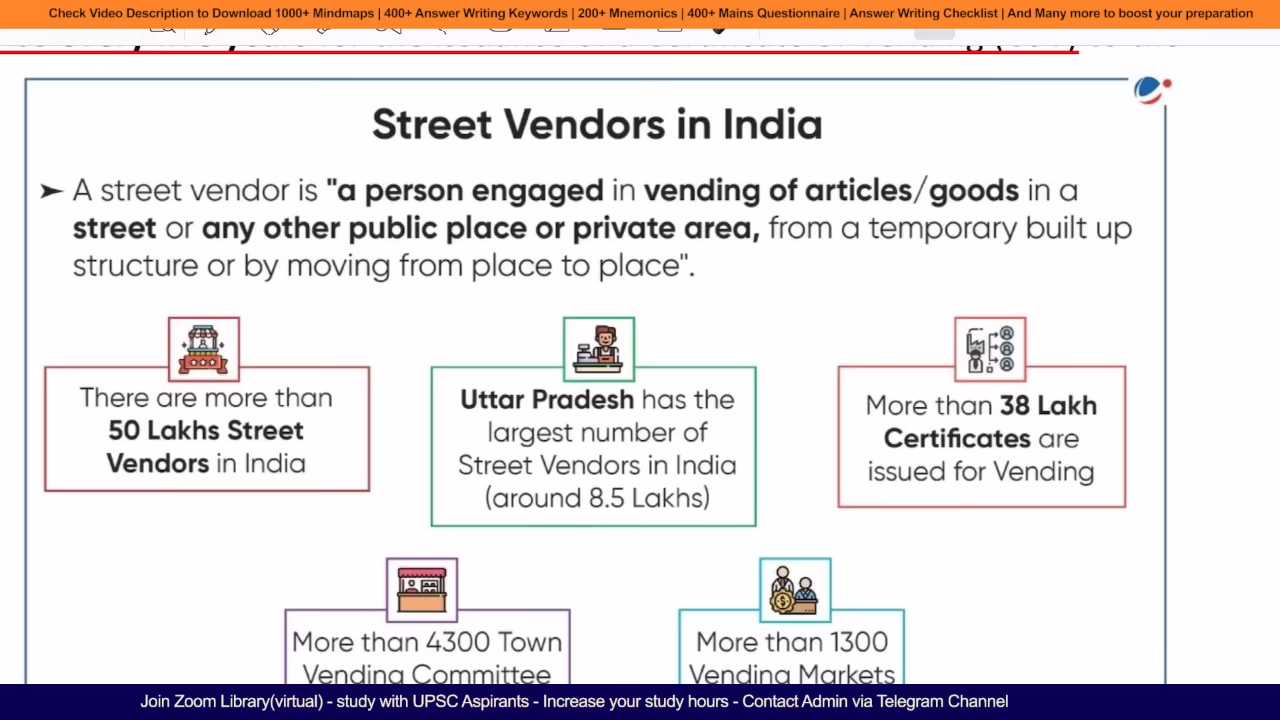 Check Video Description to Download 1000+ Mindmaps | 400+ Answer Writing Keywords | 200+ Mnemonics | 400+ Mains Questionnaire | Answer Writing Checklist | And Many more to boost your preparation
Street Vendors in India
➤ A street vendor is "a person engaged in vending of articles/goods in a
street or any other public place or private area, from a temporary built up
structure or by moving from place to place".
There are more than
50 Lakhs Street
Vendors in India
Uttar Pradesh has the
largest number of
Street Vendors in India
(around 8.5 Lakhs)
More than 38 Lakh
Certificates are
issued for Vending
More than 4300 Town
Vending Committee
More than 1300
Vending Markets
Join Zoom Library(virtual) - study with UPSC Aspirants - Increase your study hours - Contact Admin via Telegram Channel